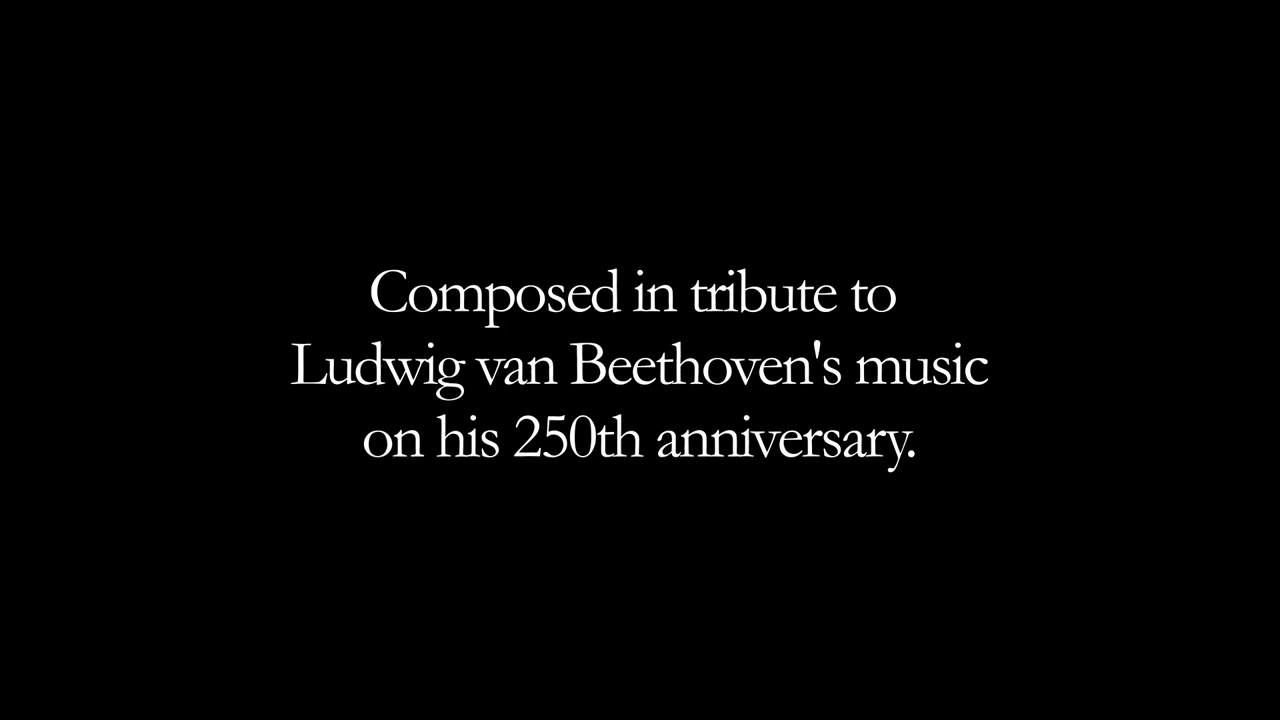 Composed in tribute to
Ludwig van Beethoven's music
on his 250th anniversary.